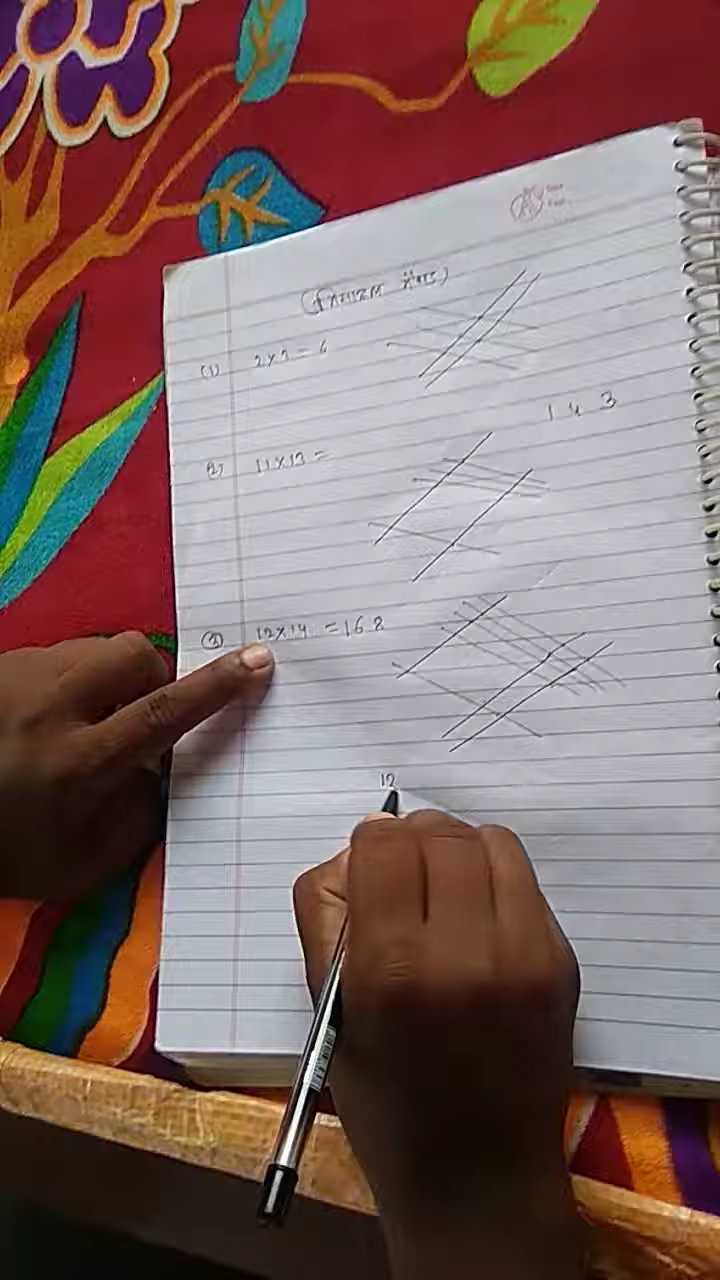 (1) 2 × 3 = 6
1 4 3
(2) 11 × 13 =
(3) 12 × 14 = 168
12